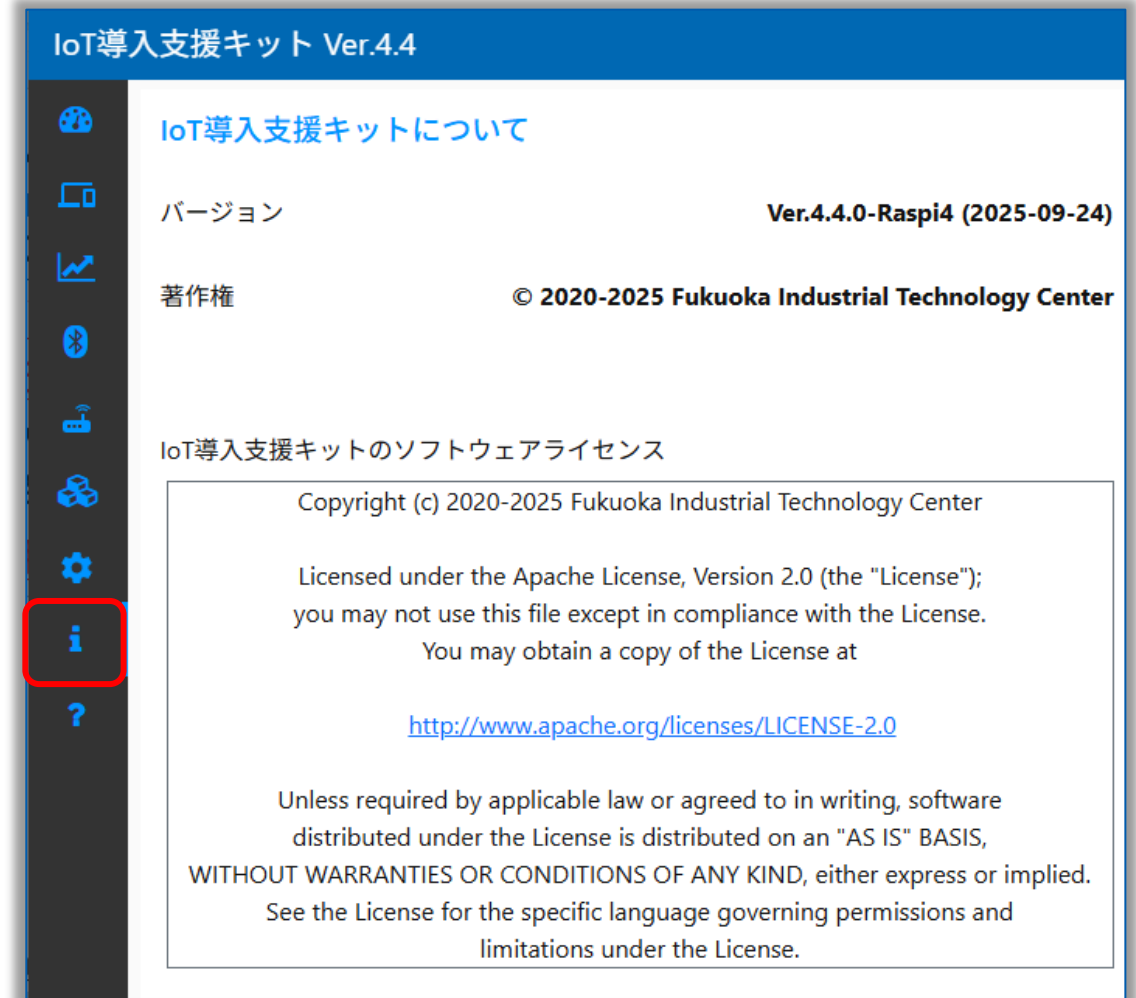 IoT導入支援キット Ver.4.4
IoT導入支援キットについて
バージョン Ver.4.4.0-Raspi4 (2025-09-24)
著作権 © 2020-2025 Fukuoka Industrial Technology Center
IoT導入支援キットのソフトウェアライセンス
Copyright (c) 2020-2025 Fukuoka Industrial Technology Center
Licensed under the Apache License, Version 2.0 (the "License");
you may not use this file except in compliance with the License.
You may obtain a copy of the License at
http://www.apache.org/licenses/LICENSE-2.0
Unless required by applicable law or agreed to in writing, software
distributed under the License is distributed on an "AS IS" BASIS,
WITHOUT WARRANTIES OR CONDITIONS OF ANY KIND, either express or implied.
See the License for the specific language governing permissions and
limitations under the License.